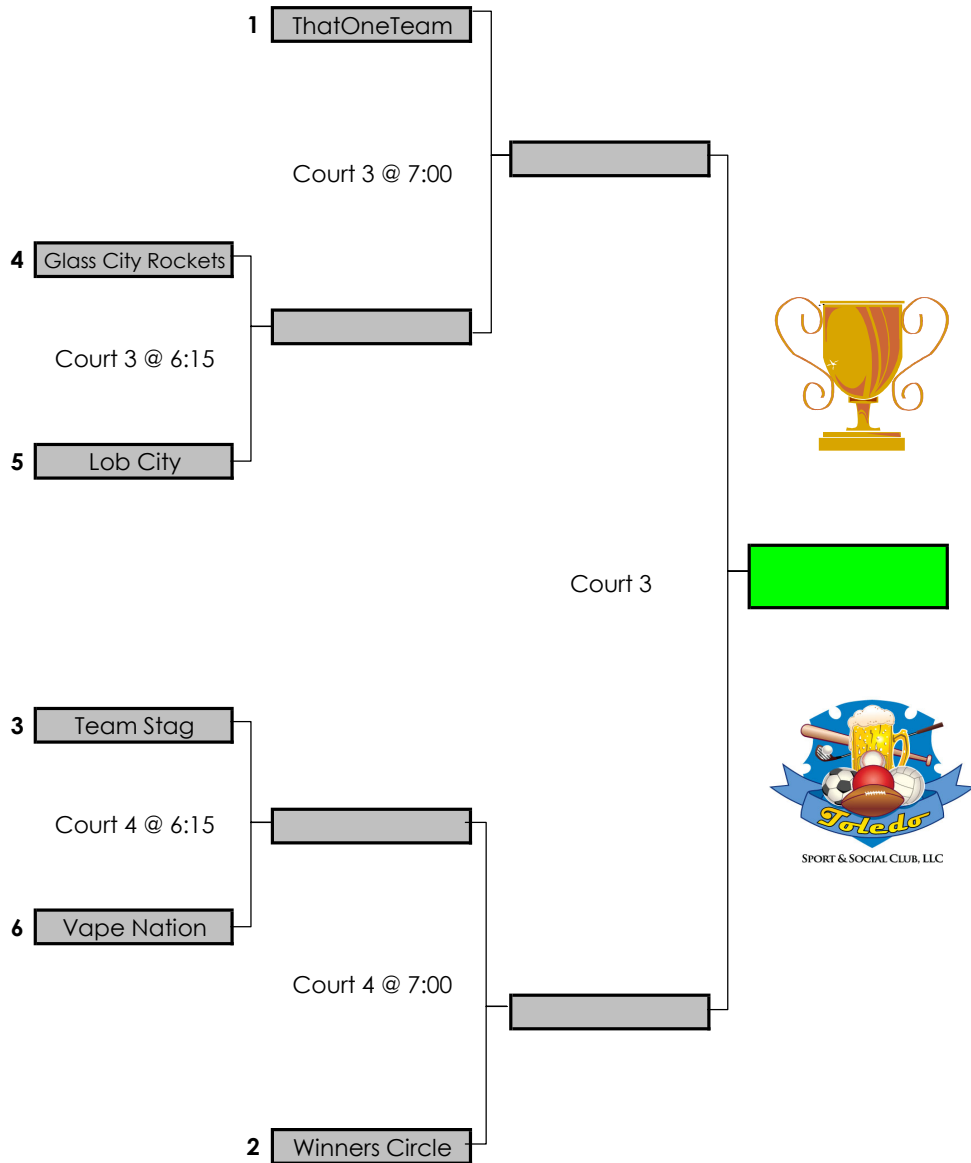 1 ThatOneTeam
Court 3 @ 7:00
4 Glass City Rockets
Court 3 @ 6:15
5 Lob City
Court 3
3 Team Stag
Court 4 @ 6:15
Toledo
SPORT & SOCIAL CLUB, LLC
6 Vape Nation
Court 4 @ 7:00
2 Winners Circle